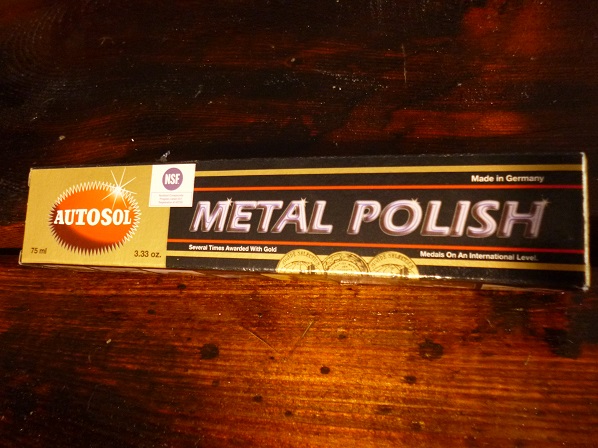 NSF
Made in Germany
AUTOSOL
METAL POLISH
75 ml
3.33 oz.
Several Times Awarded With Gold
Medals On An International Level.